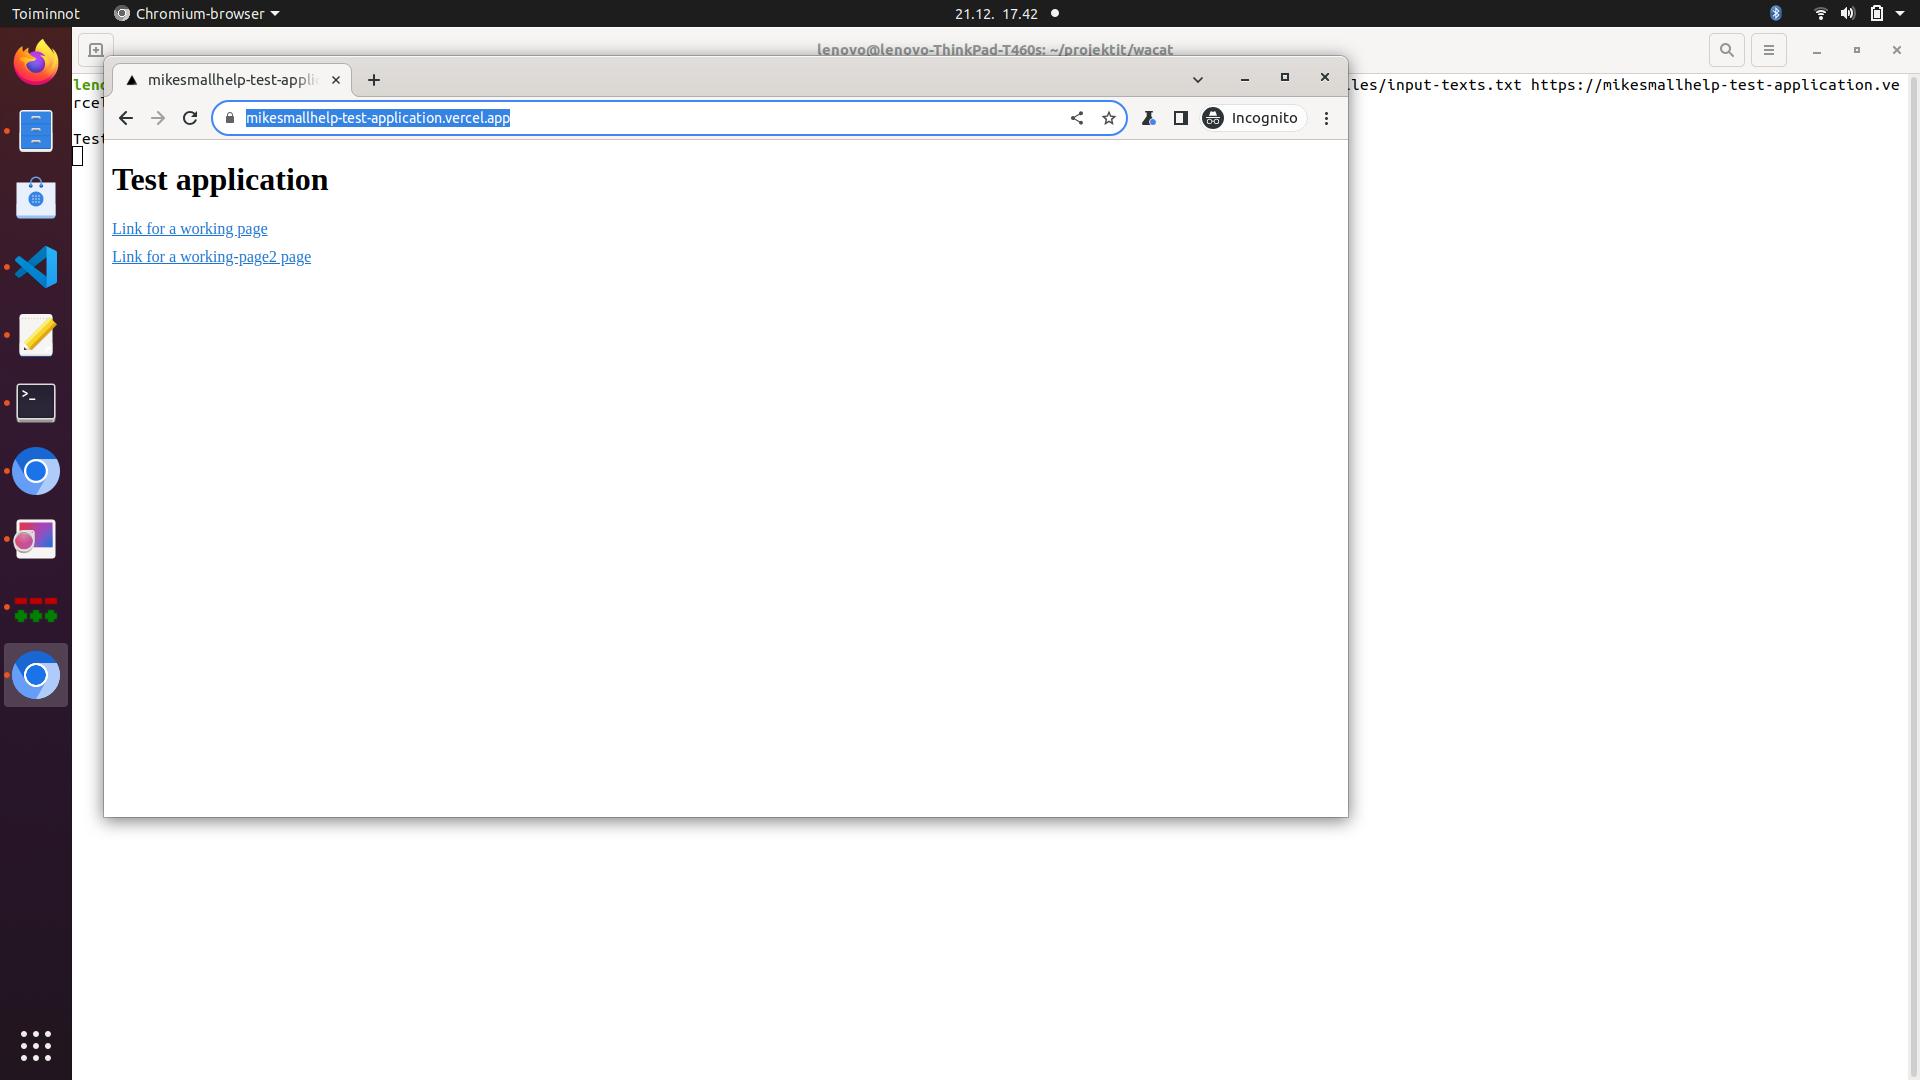 Toiminnot
Chromium-browser
21.12. 17.42
lenovo@lenovo-ThinkPad-T460s: ~/projektit/wacat
les/input-texts.txt https://mikesmallhelp-test-application.ve
rcel
Test
mikesmallhelp-test-appli
mikesmallhelp-test-application.vercel.app
Incognito
Test application
Link for a working page
Link for a working-page2 page